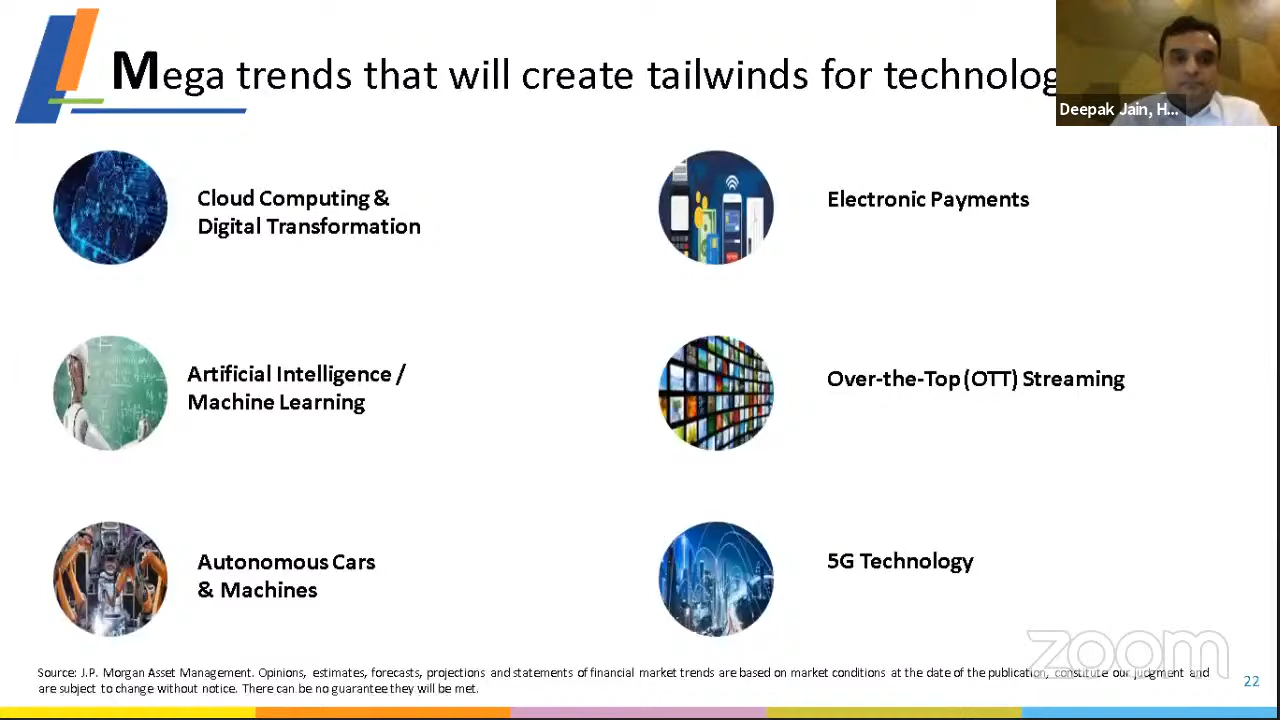 Mega trends that will create tailwinds for technolog
Deepak Jain, H...
Cloud Computing &
Digital Transformation
Electronic Payments
Artificial Intelligence /
Machine Learning
Over-the-Top (OTT) Streaming
Autonomous Cars
& Machines
5G Technology
zoom
Source: J.P. Morgan Asset Management. Opinions, estimates, forecasts, projections and statements of financial market trends are based on market conditions at the date of the publication, constitute our judgment and
are subject to change without notice. There can be no guarantee they will be met.
22